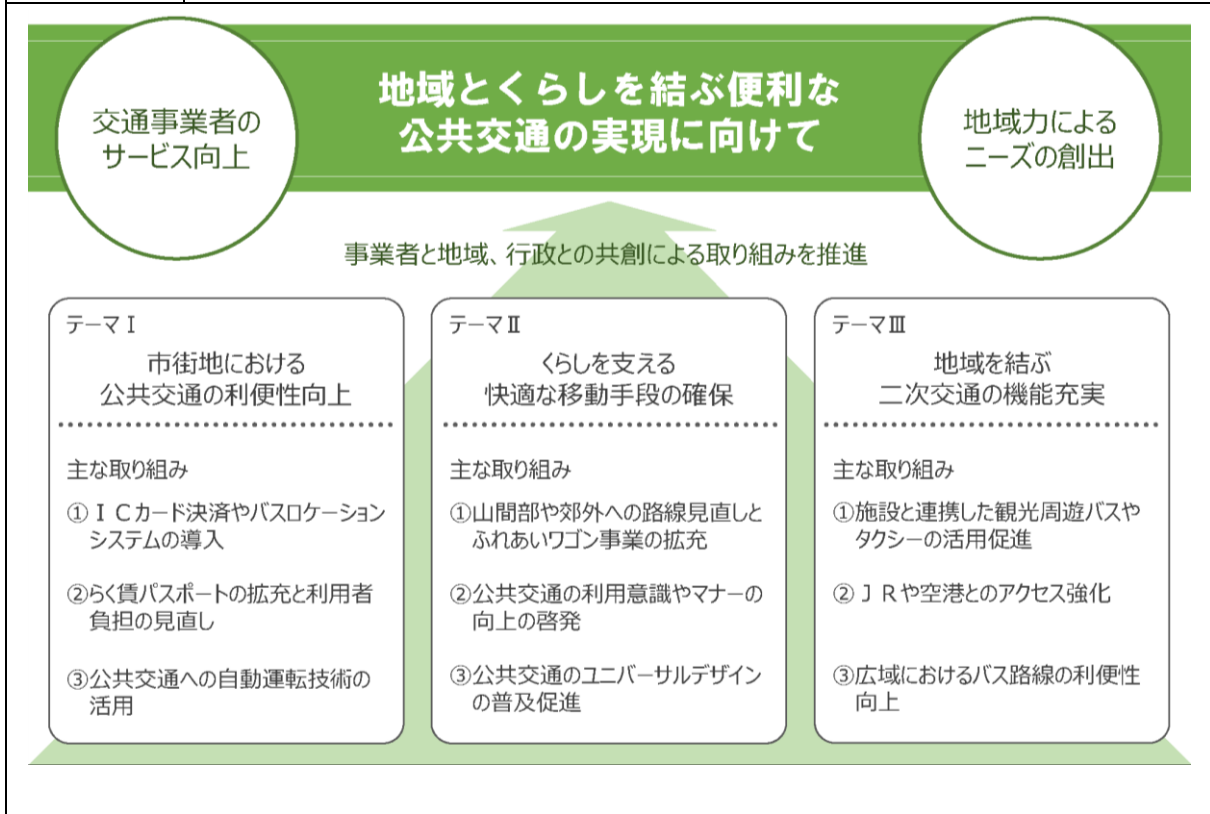 地域とくらしを結ぶ便利な
公共交通の実現に向けて
交通事業者の
サービス向上
地域力による
ニーズの創出
事業者と地域、行政との共創による取り組みを推進
テーマⅠ
市街地における
公共交通の利便性向上
主な取り組み
①ＩＣカード決済やバスロケーション
システムの導入
②らく賃パスポートの拡充と利用者
負担の見直し
③公共交通への自動運転技術の
活用
テーマⅡ
くらしを支える
快適な移動手段の確保
主な取り組み
①山間部や郊外への路線見直しと
ふれあいワゴン事業の拡充
②公共交通の利用意識やマナーの
向上の啓発
③公共交通のユニバーサルデザイン
の普及促進
テーマⅢ
地域を結ぶ
二次交通の機能充実
主な取り組み
①施設と連携した観光周遊バスや
タクシーの活用促進
②ＪＲや空港とのアクセス強化
③広域におけるバス路線の利便性
向上